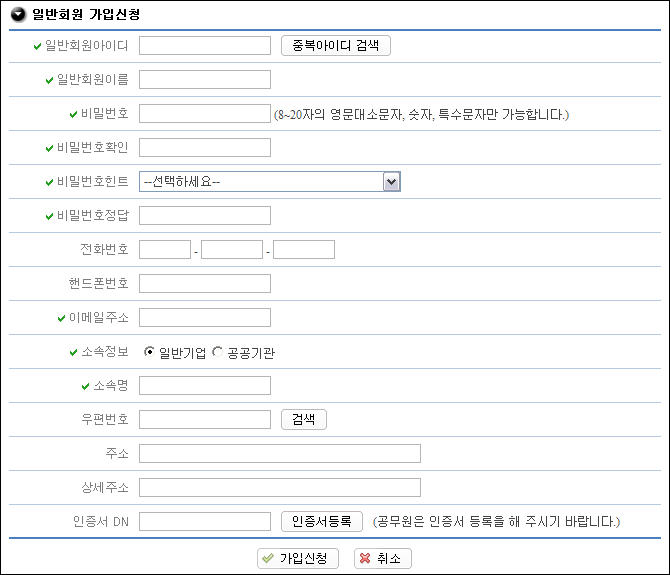 일반회원 가입신청
일반회원아이디 중복아이디 검색
일반회원이름
비밀번호 (8~20자의 영문대소문자, 숫자, 특수문자만 가능합니다.)
비밀번호확인
비밀번호힌트 --선택하세요--
비밀번호정답
전화번호 - -
핸드폰번호
이메일주소
소속정보 일반기업 공공기관
소속명
우편번호 검색
주소
상세주소
인증서 DN 인증서등록 (공무원은 인증서 등록을 해 주시기 바랍니다.)
가입신청 취소